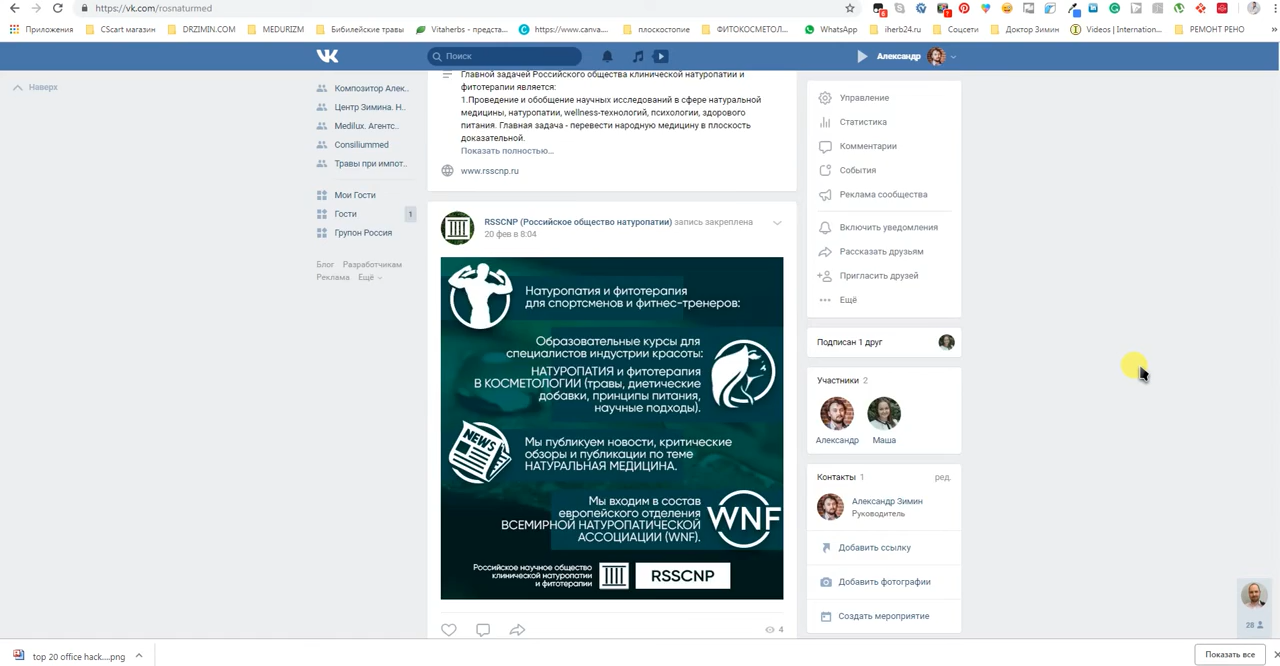 https://vk.com/rosnaturmed
Приложения
CScart магазин
DRZIMIN.COM
MEDURIZM
Бибилейские травы
Vitaherbs - предста...
https://www.canva....
плоскостопие
ФИТОКОСМЕТОЛ...
WhatsApp
iherb24.ru
Соцсети
Доктор Зимин
Videos | Internation...
РЕМОНТ РЕНО
Поиск
Александр
Наверх
Композитор Алек..
Центр Зимина. Н..
Medilux. Агентс..
Consiliummed
Травы при импот..
Мои Гости
Гости
1
Групон Россия
Блог Разработчикам
Реклама Ещё
Главной задачей Российского общества клинической натуропатии и
фитотерапии является:
1.Проведение и обобщение научных исследований в сфере натуральной
медицины, натуропатии, wellness-технологий, психологии, здорового
питания. Главная задача - перевести народную медицину в плоскость
доказательной.
Показать полностью…
www.rsscnp.ru
RSSCNP (Российское общество натуропатии) запись закреплена
20 фев в 8:04
Натуропатия и фитотерапия
для спортсменов и фитнес-тренеров:
Образовательные курсы для
специалистов индустрии красоты:
НАТУРОПАТИЯ и фитотерапия
В КОСМЕТОЛОГИИ (травы, диетические
добавки, принципы питания,
научные подходы).
NEWS
Мы публикуем новости, критические
обзоры и публикации по теме
НАТУРАЛЬНАЯ МЕДИЦИНА.
Мы входим в состав
европейского отделения
ВСЕМИРНОЙ НАТУРОПАТИЧЕСКОЙ
АССОЦИАЦИИ (WNF).
WNF
Российское научное общество
клинической натуропатии
и фитотерапии
RSSCNP
4
Управление
Статистика
Комментарии
События
Реклама сообщества
Включить уведомления
Рассказать друзьям
Пригласить друзей
Ещё
Подписан 1 друг
Участники 2
Александр
Маша
Контакты 1
ред.
Александр Зимин
Руководитель
Добавить ссылку
Добавить фотографии
Создать мероприятие
28
top 20 office hack....png
Показать все